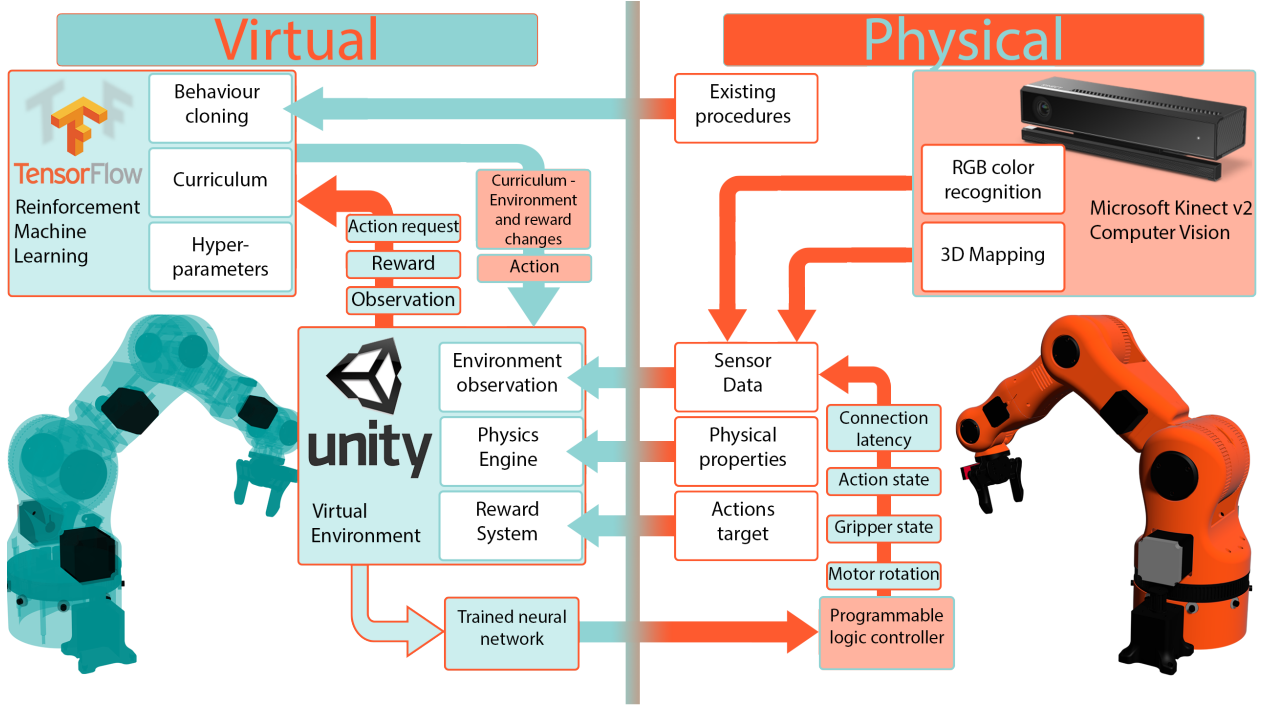 Virtual
Physical
TensorFlow
Reinforcement
Machine
Learning
Behaviour
cloning
Curriculum
Hyper-
parameters
Existing
procedures
Curriculum -
Environment
and reward
changes
Action
Action request
Reward
Observation
RGB color
recognition
3D Mapping
Microsoft Kinect v2
Computer Vision
unity
Virtual
Environment
Environment
observation
Physics
Engine
Reward
System
Sensor
Data
Physical
properties
Actions
target
Connection
latency
Action state
Gripper state
Motor rotation
Trained neural
network
Programmable
logic controller